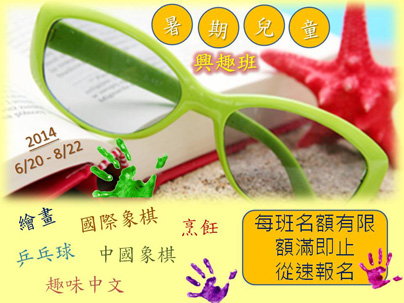 暑期兒童
興趣班
2014
6/20 - 8/22
繪畫 國際象棋 烹飪
乒乓球 中國象棋
趣味中文
每班名額有限
額滿即止
從速報名